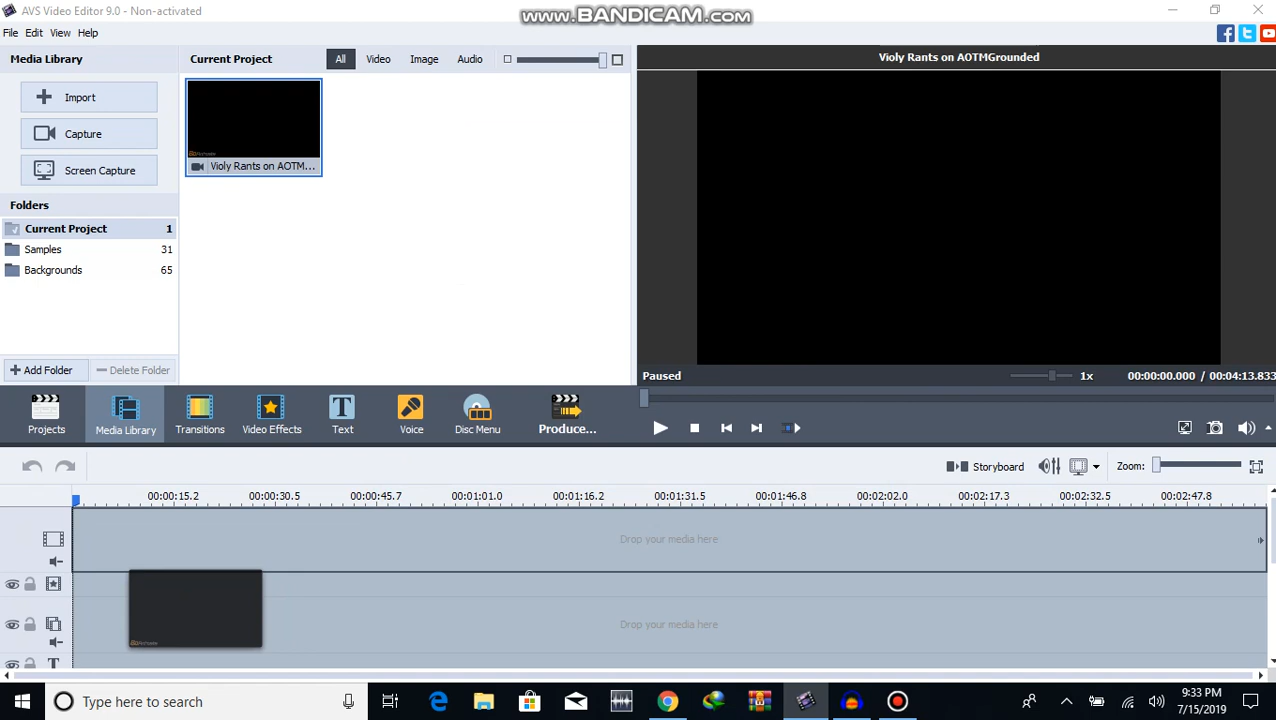 AVS Video Editor 9.0 - Non-activated
www.BANDICAM.com
File Edit View Help
Media Library
Current Project
All Video Image Audio
Violy Rants on AOTMGrounded
Import
Capture
Screen Capture
Violy Rants on AOTM...
Folders
Current Project 1
Samples 31
Backgrounds 65
Add Folder Delete Folder
Paused
1x
00:00:00.000 / 00:04:13.833
Projects Media Library Transitions Video Effects Text Voice Disc Menu Produce...
Storyboard
Zoom:
00:00:15.2 00:00:30.5 00:00:45.7 00:01:01.0 00:01:16.2 00:01:31.5 00:01:46.8 00:02:02.0 00:02:17.3 00:02:32.5 00:02:47.8
Drop your media here
Drop your media here
T
Type here to search
9:33 PM
7/15/2019